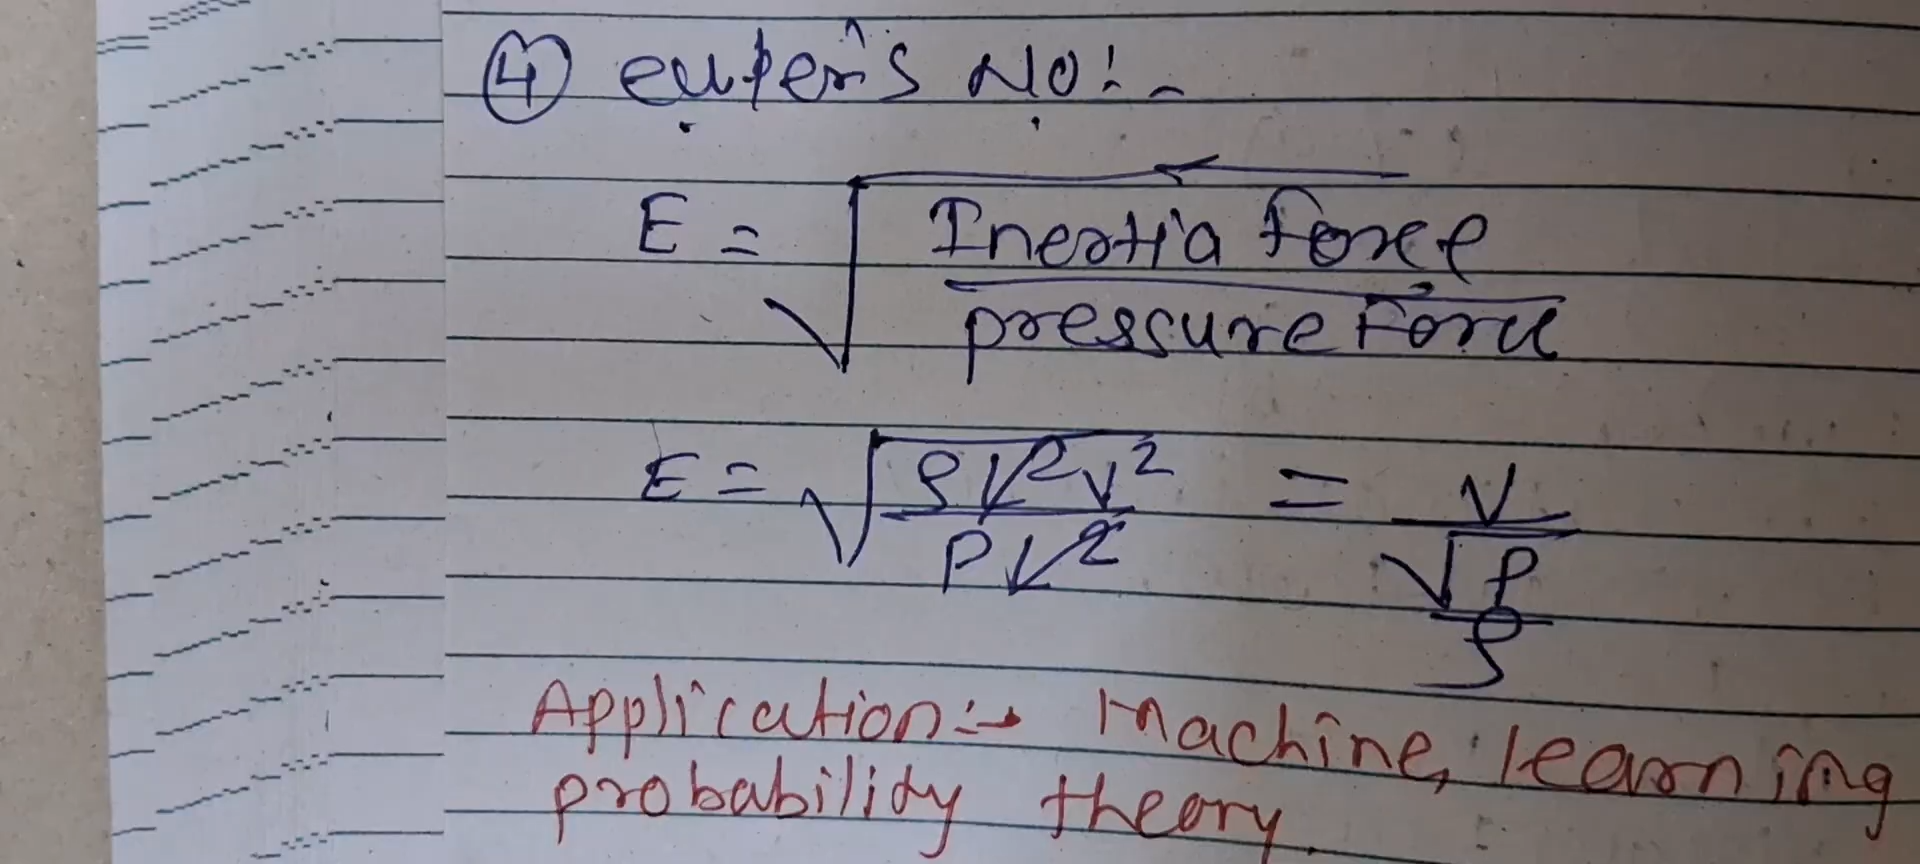 ④ euler's No:-
E = √(Inertia Force / pressure Force)
E = √(ρL²v² / PL²) = V / √(P/ρ)
Application:→ Machine, learning
probability theory.